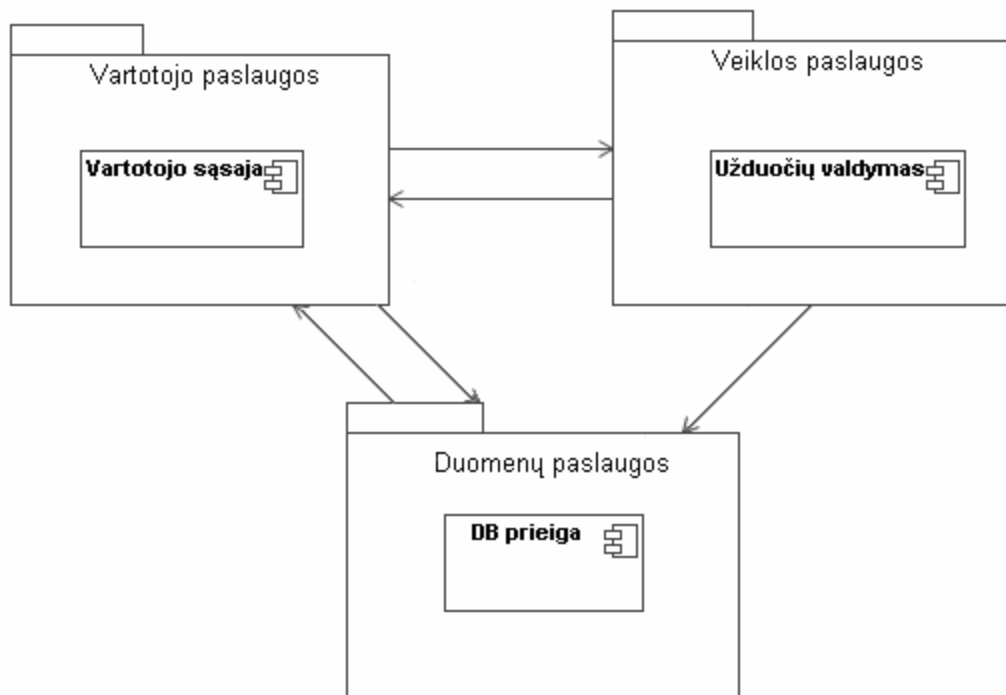 Vartotojo paslaugos
Vartotojo sąsaja
Veiklos paslaugos
Užduočių valdymas
Duomenų paslaugos
DB prieiga